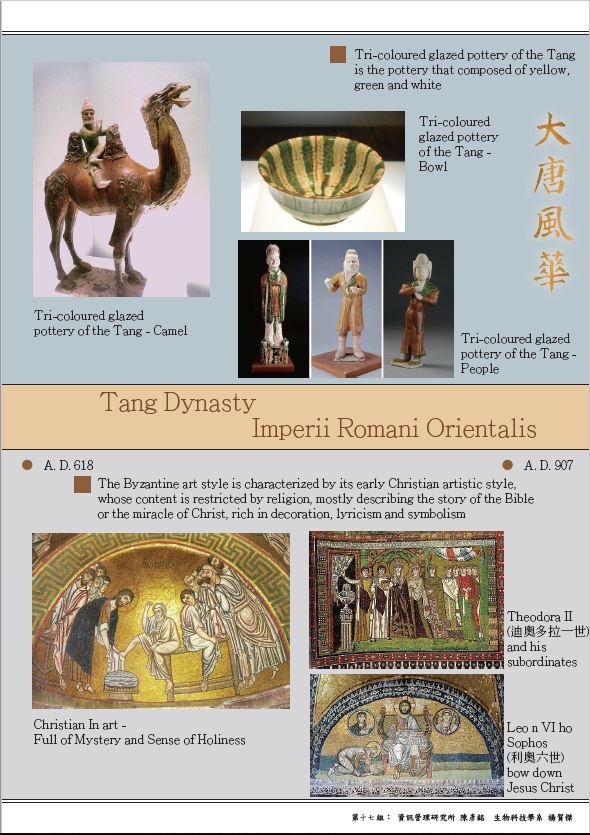 Tri-coloured glazed pottery of the Tang
is the pottery that composed of yellow,
green and white
Tri-coloured
glazed pottery
of the Tang -
Bowl
大
唐
風
華
Tri-coloured glazed
pottery of the Tang - Camel
Tri-coloured glazed
pottery of the Tang -
People
Tang Dynasty
Imperii Romani Orientalis
A. D. 618
A. D. 907
The Byzantine art style is characterized by its early Christian artistic style,
whose content is restricted by religion, mostly describing the story of the Bible
or the miracle of Christ, rich in decoration, lyricism and symbolism
Theodora II
(迪奧多拉一世)
and his
subordinates
Christian In art -
Full of Mystery and Sense of Holiness
Leo n VI ho
Sophos
(利奧六世)
bow down
Jesus Christ
第十七組： 資訊管理研究所 陳彥銘 生物科技學系 楊賀傑